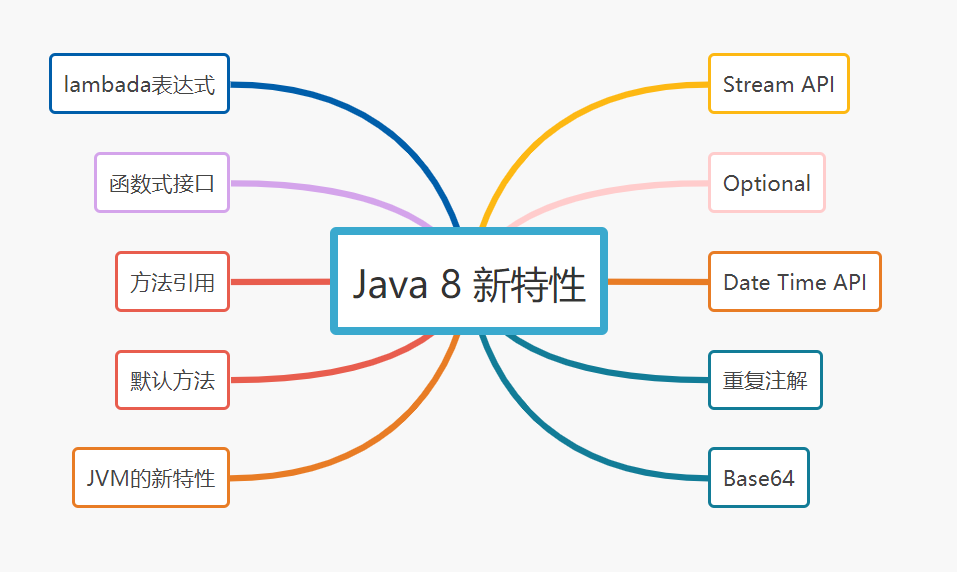 lambada表达式
函数式接口
方法引用
默认方法
JVM的新特性
Java 8 新特性
Stream API
Optional
Date Time API
重复注解
Base64